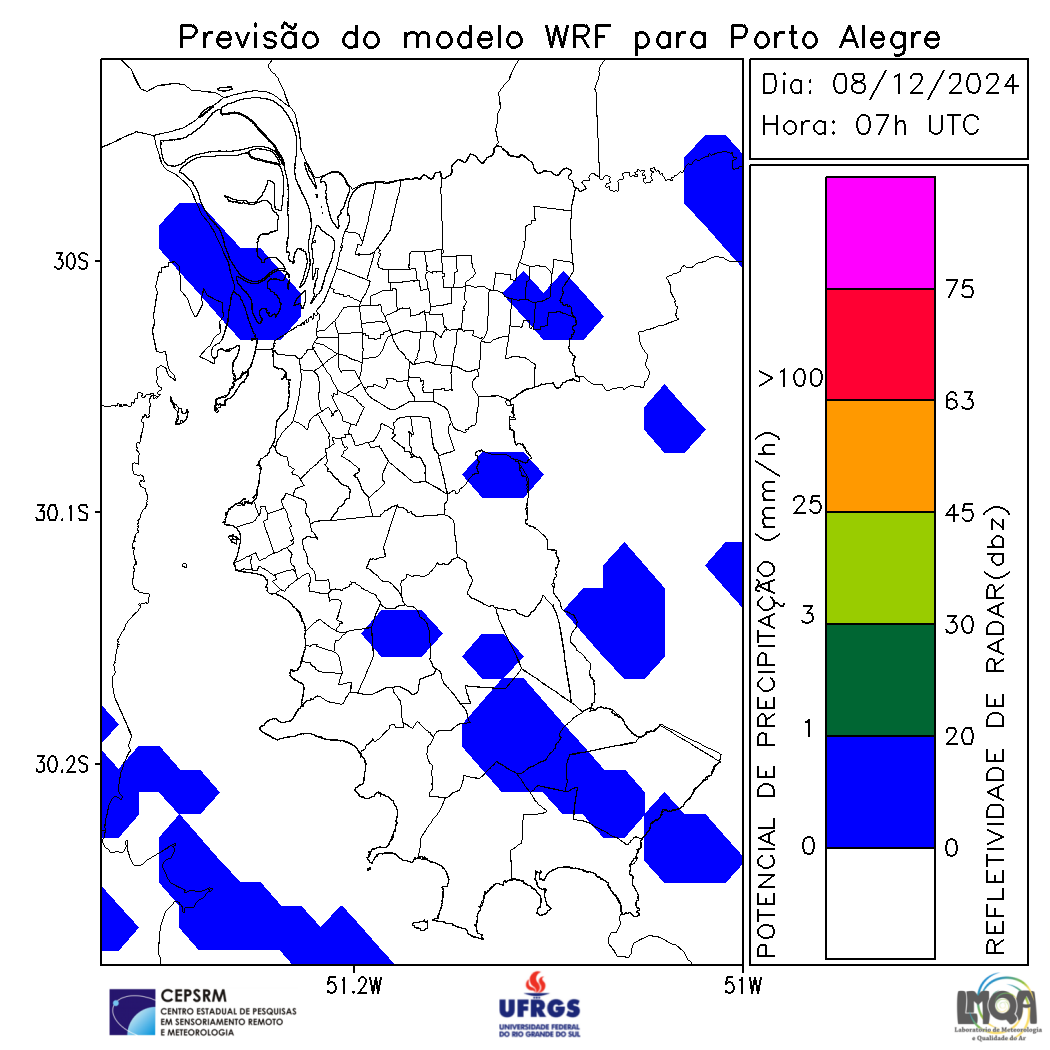 Previsão do modelo WRF para Porto Alegre
Dia: 08/12/2024
Hora: 07h UTC
30S
30.1S
30.2S
51.2W
51W
POTENCIAL DE PRECIPITAÇÃO (mm/h)
>100
25
3
1
0
75
63
45
30
20
0
REFLETIVIDADE DE RADAR(dbz)
CEPSRM
CENTRO ESTADUAL DE PESQUISAS
EM SENSORIAMENTO REMOTO
E METEOROLOGIA
UFRGS
UNIVERSIDADE FEDERAL
DO RIO GRANDE DO SUL
LMQA
Laboratório de Meteorologia
e Qualidade do Ar